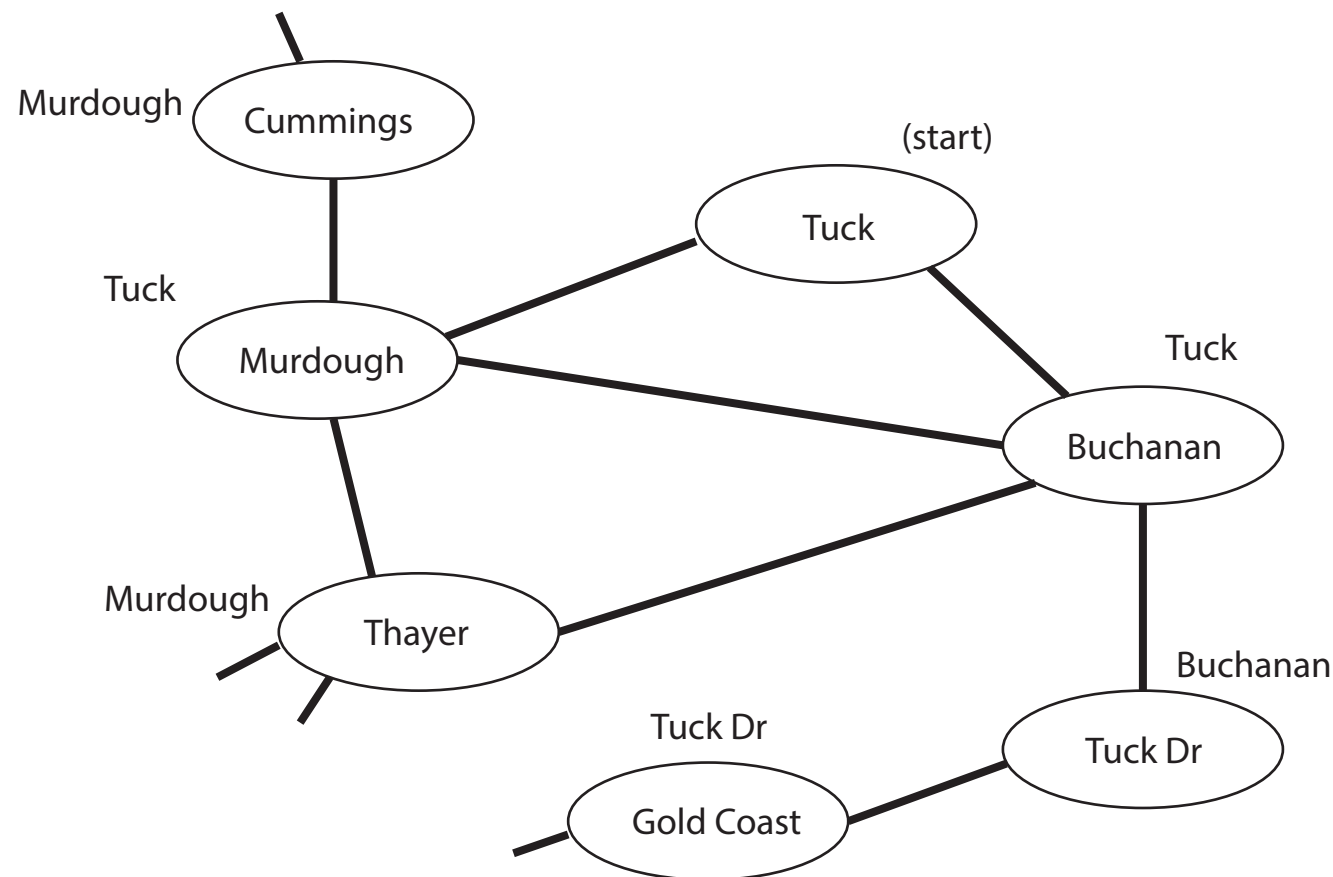 Murdough
Cummings
(start)
Tuck
Tuck
Murdough
Tuck
Buchanan
Murdough
Thayer
Buchanan
Tuck Dr
Tuck Dr
Gold Coast